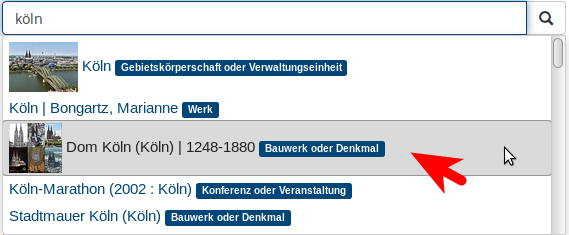 köln
Köln Gebietskörperschaft oder Verwaltungseinheit
Köln | Bongartz, Marianne Werk
Dom Köln (Köln) | 1248-1880 Bauwerk oder Denkmal
Köln-Marathon (2002 : Köln) Konferenz oder Veranstaltung
Stadtmauer Köln (Köln) Bauwerk oder Denkmal